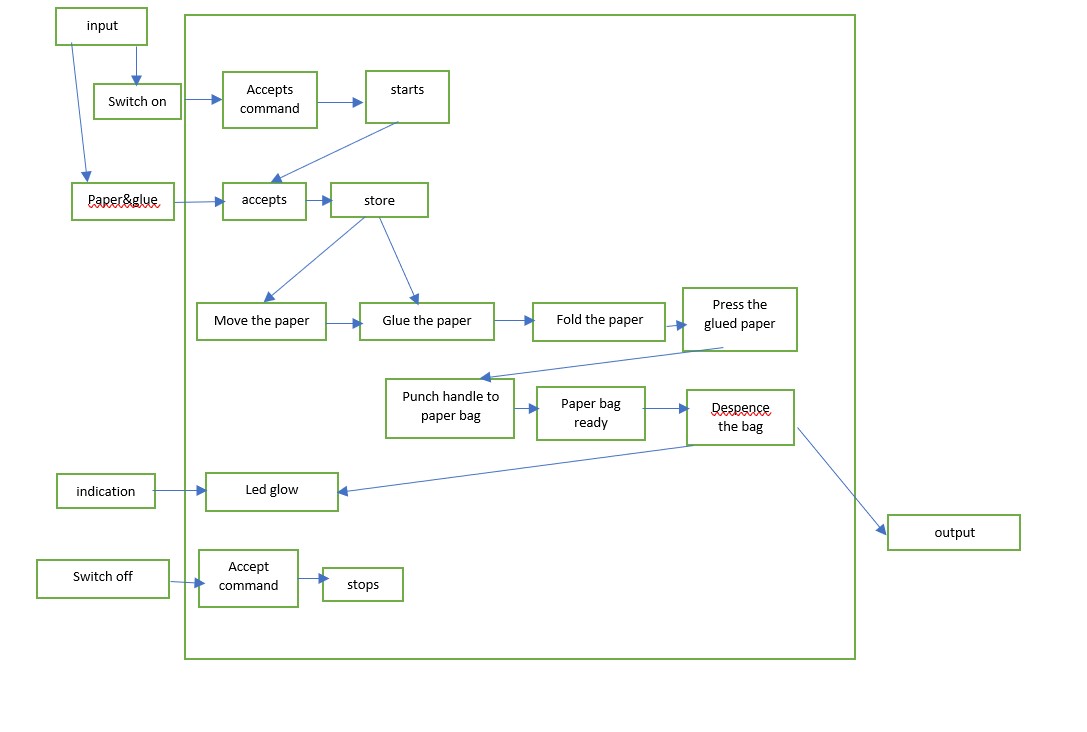 input
Switch on
Accepts
command
starts
Paper&glue
accepts
store
Move the paper
Glue the paper
Fold the paper
Press the
glued paper
Punch handle to
paper bag
Paper bag
ready
Despence
the bag
indication
Led glow
output
Switch off
Accept
command
stops